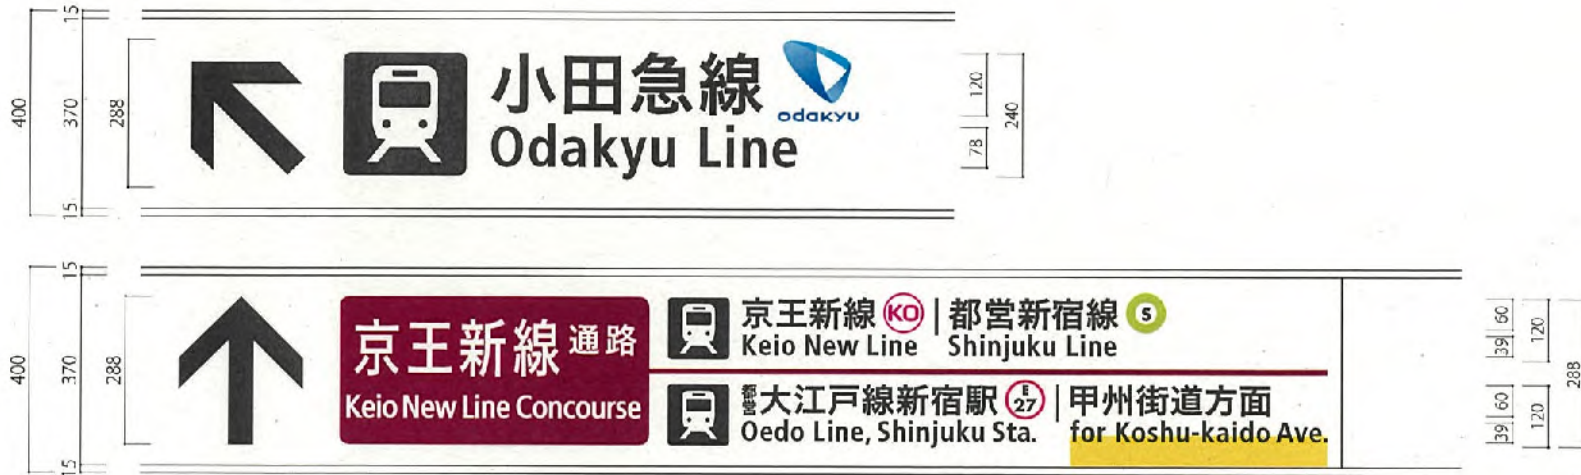 15
400
370
288
15
小田急線
odakyu
Odakyu Line
120
78
240
15
400
370
288
15
京王新線 通路
Keio New Line Concourse
京王新線 KO | 都営新宿線 S
Keio New Line Shinjuku Line
都営大江戸線新宿駅 E 27 | 甲州街道方面
Oedo Line, Shinjuku Sta. for Koshu-kaido Ave.
60
39
120
60
39
120
288